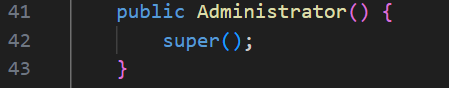 41 public Administrator() {
42 super();
43 }